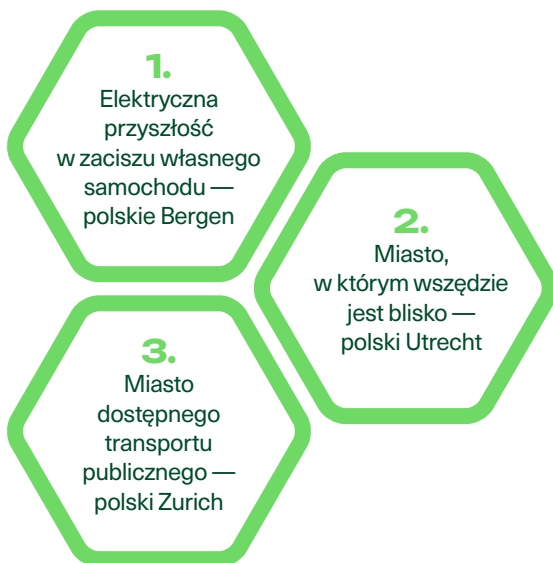 1.
Elektryczna
przyszłość
w zaciszu własnego
samochodu —
polskie Bergen
2.
Miasto,
w którym wszędzie
jest blisko —
polski Utrecht
3.
Miasto
dostępnego
transportu
publicznego —
polski Zurich